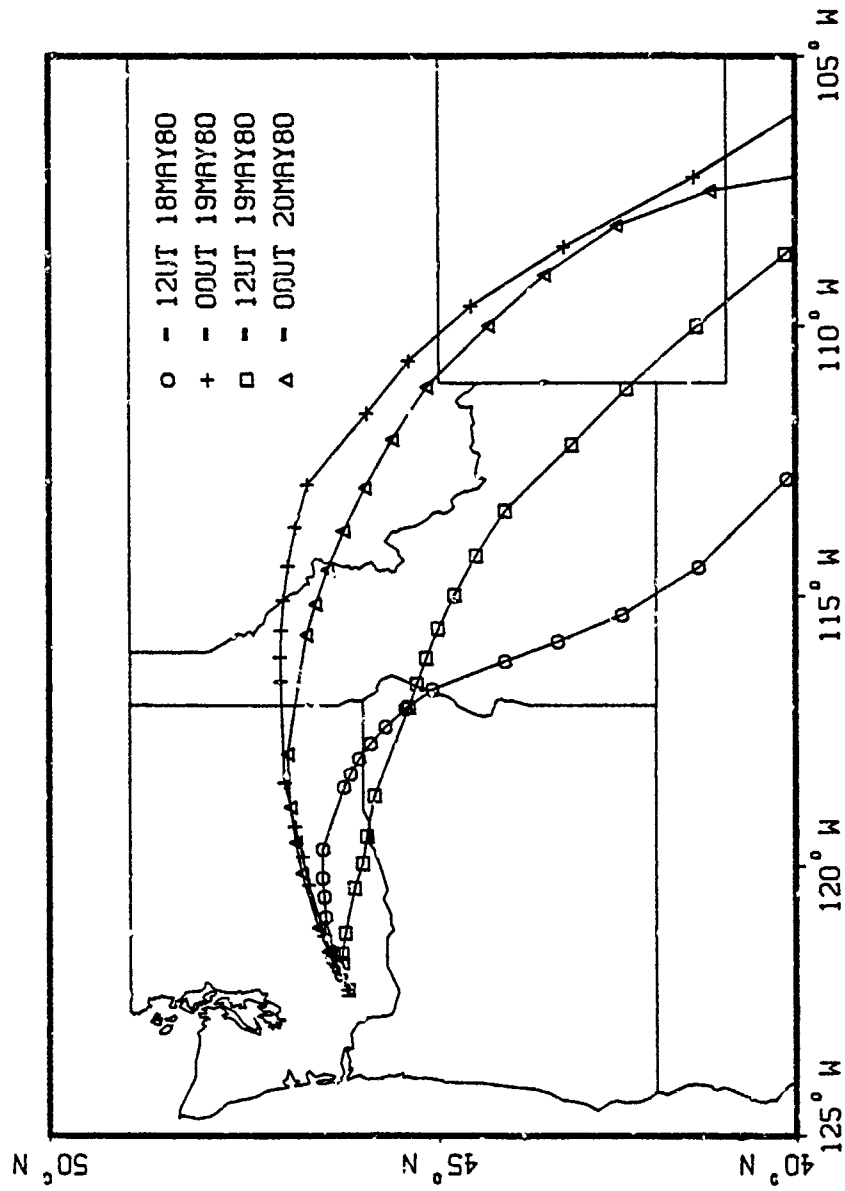 O - 12UT 18MAY80
+ - 00UT 19MAY80
□ - 12UT 19MAY80
△ - 00UT 20MAY80
50° N
45° N
40° N
125° W
120° W
115° W
110° W
105° W